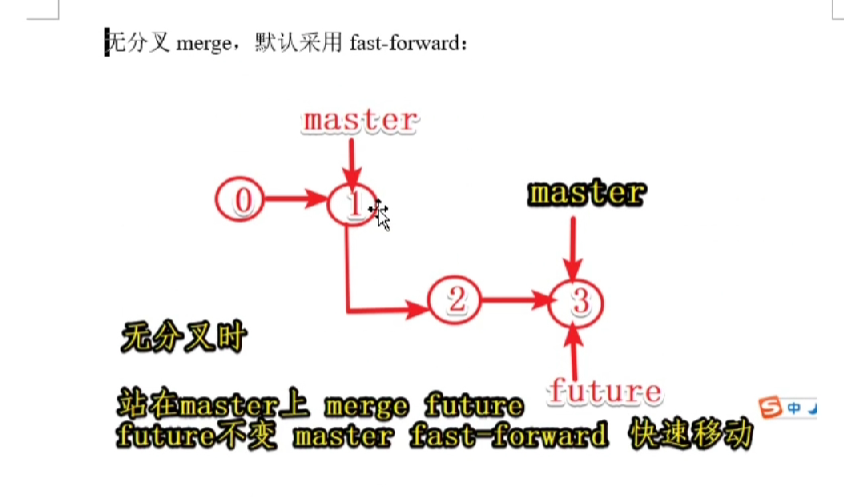 无分叉 merge，默认采用 fast-forward：
master
0
1
master
2
3
无分叉时
future
站在master上 merge future
中
future不变 master fast-forward 快速移动